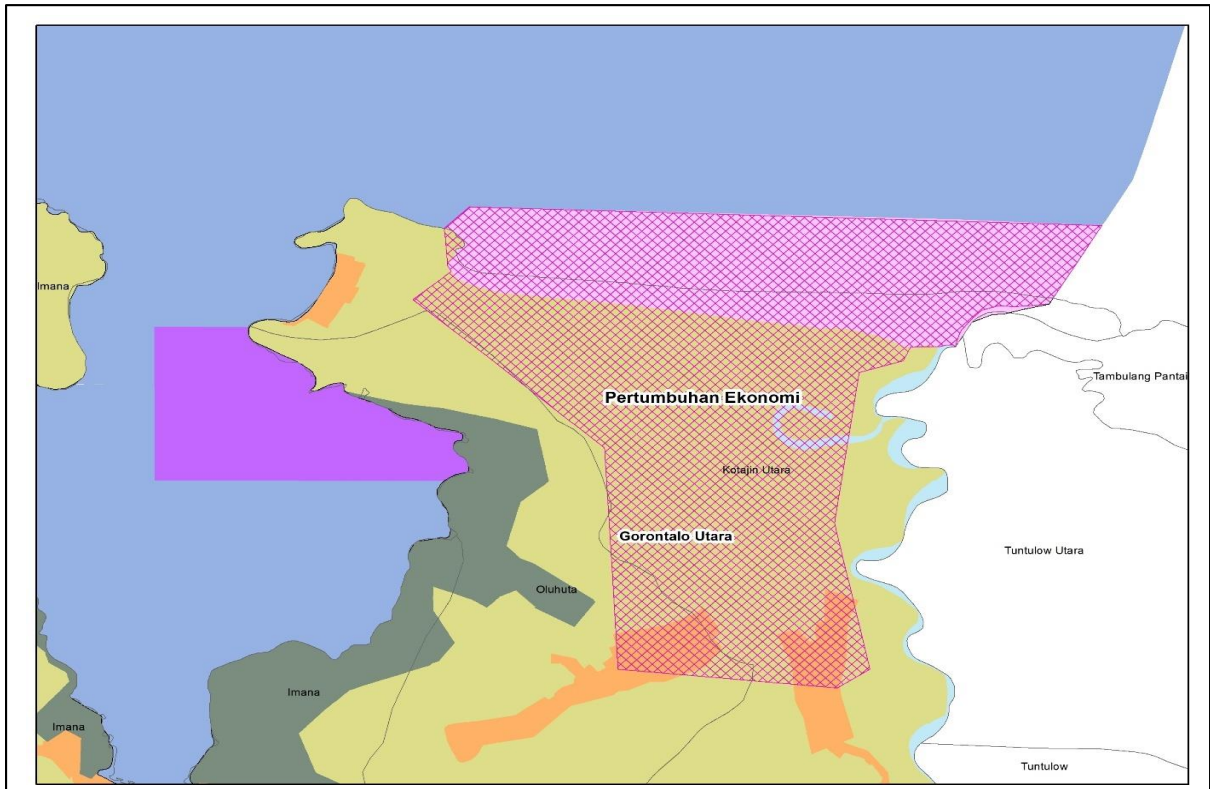 Imana
Tambulang Pantai
Pertumbuhan Ekonomi
Kotajin Utara
Gorontalo Utara
Tuntulow Utara
Oluhuta
Imana
Imana
Tuntulow